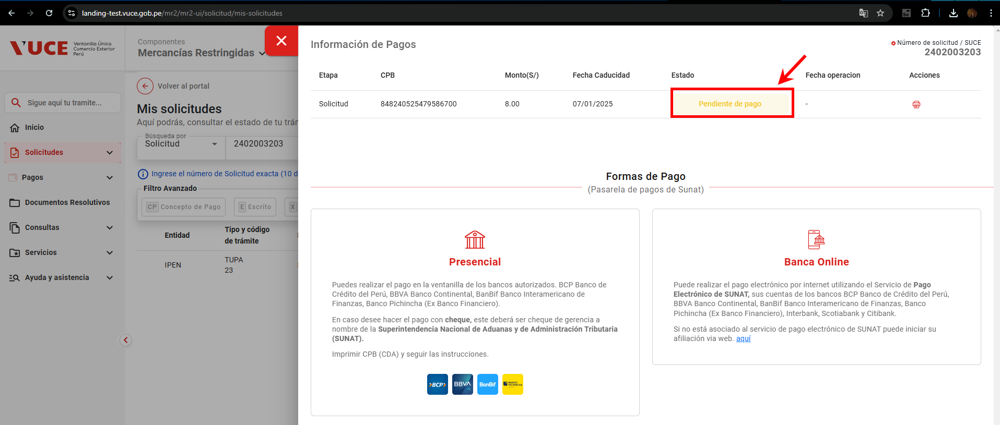 landing-test.vuce.gob.pe/mr2/mr2-ui/solicitud/mis-solicitudes
VUCE
Ventanilla Única
Comercio Exterior
Perú
Componentes
Mercancías Restringidas
Sigue aquí tu tramite...
Inicio
Solicitudes
Pagos
Documentos Resolutivos
Consultas
Servicios
Ayuda y asistencia
Volver al portal
Mis solicitudes
Aquí podrás, consultar el estado de tu trán
Búsqueda por
Solicitud
2402003203
Ingrese el número de Solicitud exacta (10 d
Filtro Avanzado
CP Concepto de Pago
E Escrito
X
Entidad
Tipo y código
de trámite
IPEN
TUPA
23
Información de Pagos
Número de solicitud / SUCE
2402003203
Etapa CPB Monto(S/) Fecha Caducidad Estado Fecha operacion Acciones
Solicitud 848240525479586700 8.00 07/01/2025 Pendiente de pago -
Formas de Pago
(Pasarela de pagos de Sunat)
Presencial
Puedes realizar el pago en la ventanilla de los bancos autorizados. BCP Banco de
Crédito del Perú, BBVA Banco Continental, BanBif Banco Interamericano de
Finanzas, Banco Pichincha (Ex Banco Financiero).
En caso desee hacer el pago con cheque, este deberá ser cheque de gerencia a
nombre de la Superintendencia Nacional de Aduanas y de Administración Tributaria
(SUNAT).
Imprimir CPB (CDA) y seguir las instrucciones.
BCP
BBVA
BanBif
BANCO
PICHINCHA
Banca Online
Puede realizar el pago electrónico por internet utilizando el Servicio de Pago
Electrónico de SUNAT, sus cuentas de los bancos BCP Banco de Crédito del Perú,
BBVA Banco Continental, BanBif Banco Interamericano de Finanzas, Banco
Pichincha (Ex Banco Financiero), Interbank, Scotiabank y Citibank.
Si no está asociado al servicio de pago electrónico de SUNAT puede iniciar su
afiliación via web. aquí